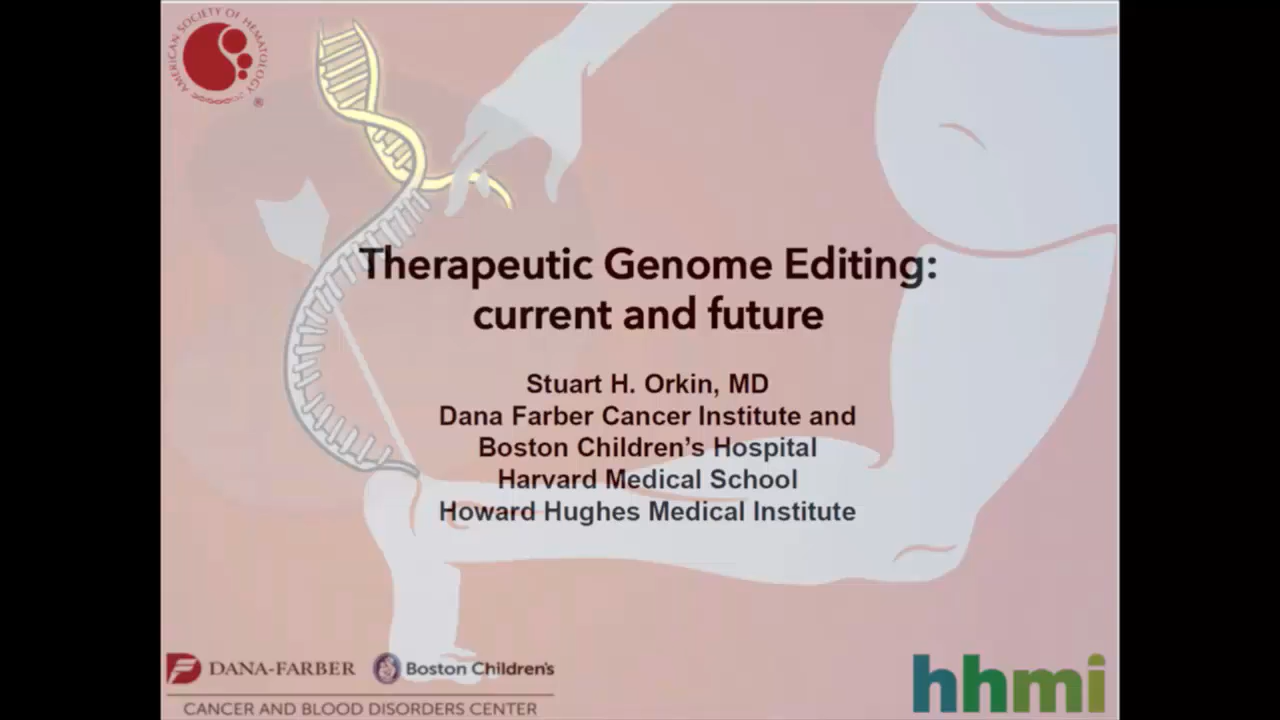 AMERICAN SOCIETY OF HEMATOLOGY
®
Therapeutic Genome Editing:
current and future
Stuart H. Orkin, MD
Dana Farber Cancer Institute and
Boston Children's Hospital
Harvard Medical School
Howard Hughes Medical Institute
DANA-FARBER
Boston Children's
CANCER AND BLOOD DISORDERS CENTER
hhmi